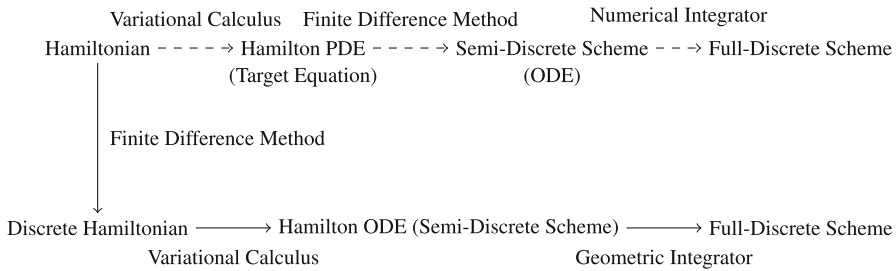 Variational Calculus Finite Difference Method Numerical Integrator
Hamiltonian Hamilton PDE Semi-Discrete Scheme Full-Discrete Scheme
(Target Equation) (ODE)
Finite Difference Method
Discrete Hamiltonian Hamilton ODE (Semi-Discrete Scheme) Full-Discrete Scheme
Variational Calculus Geometric Integrator